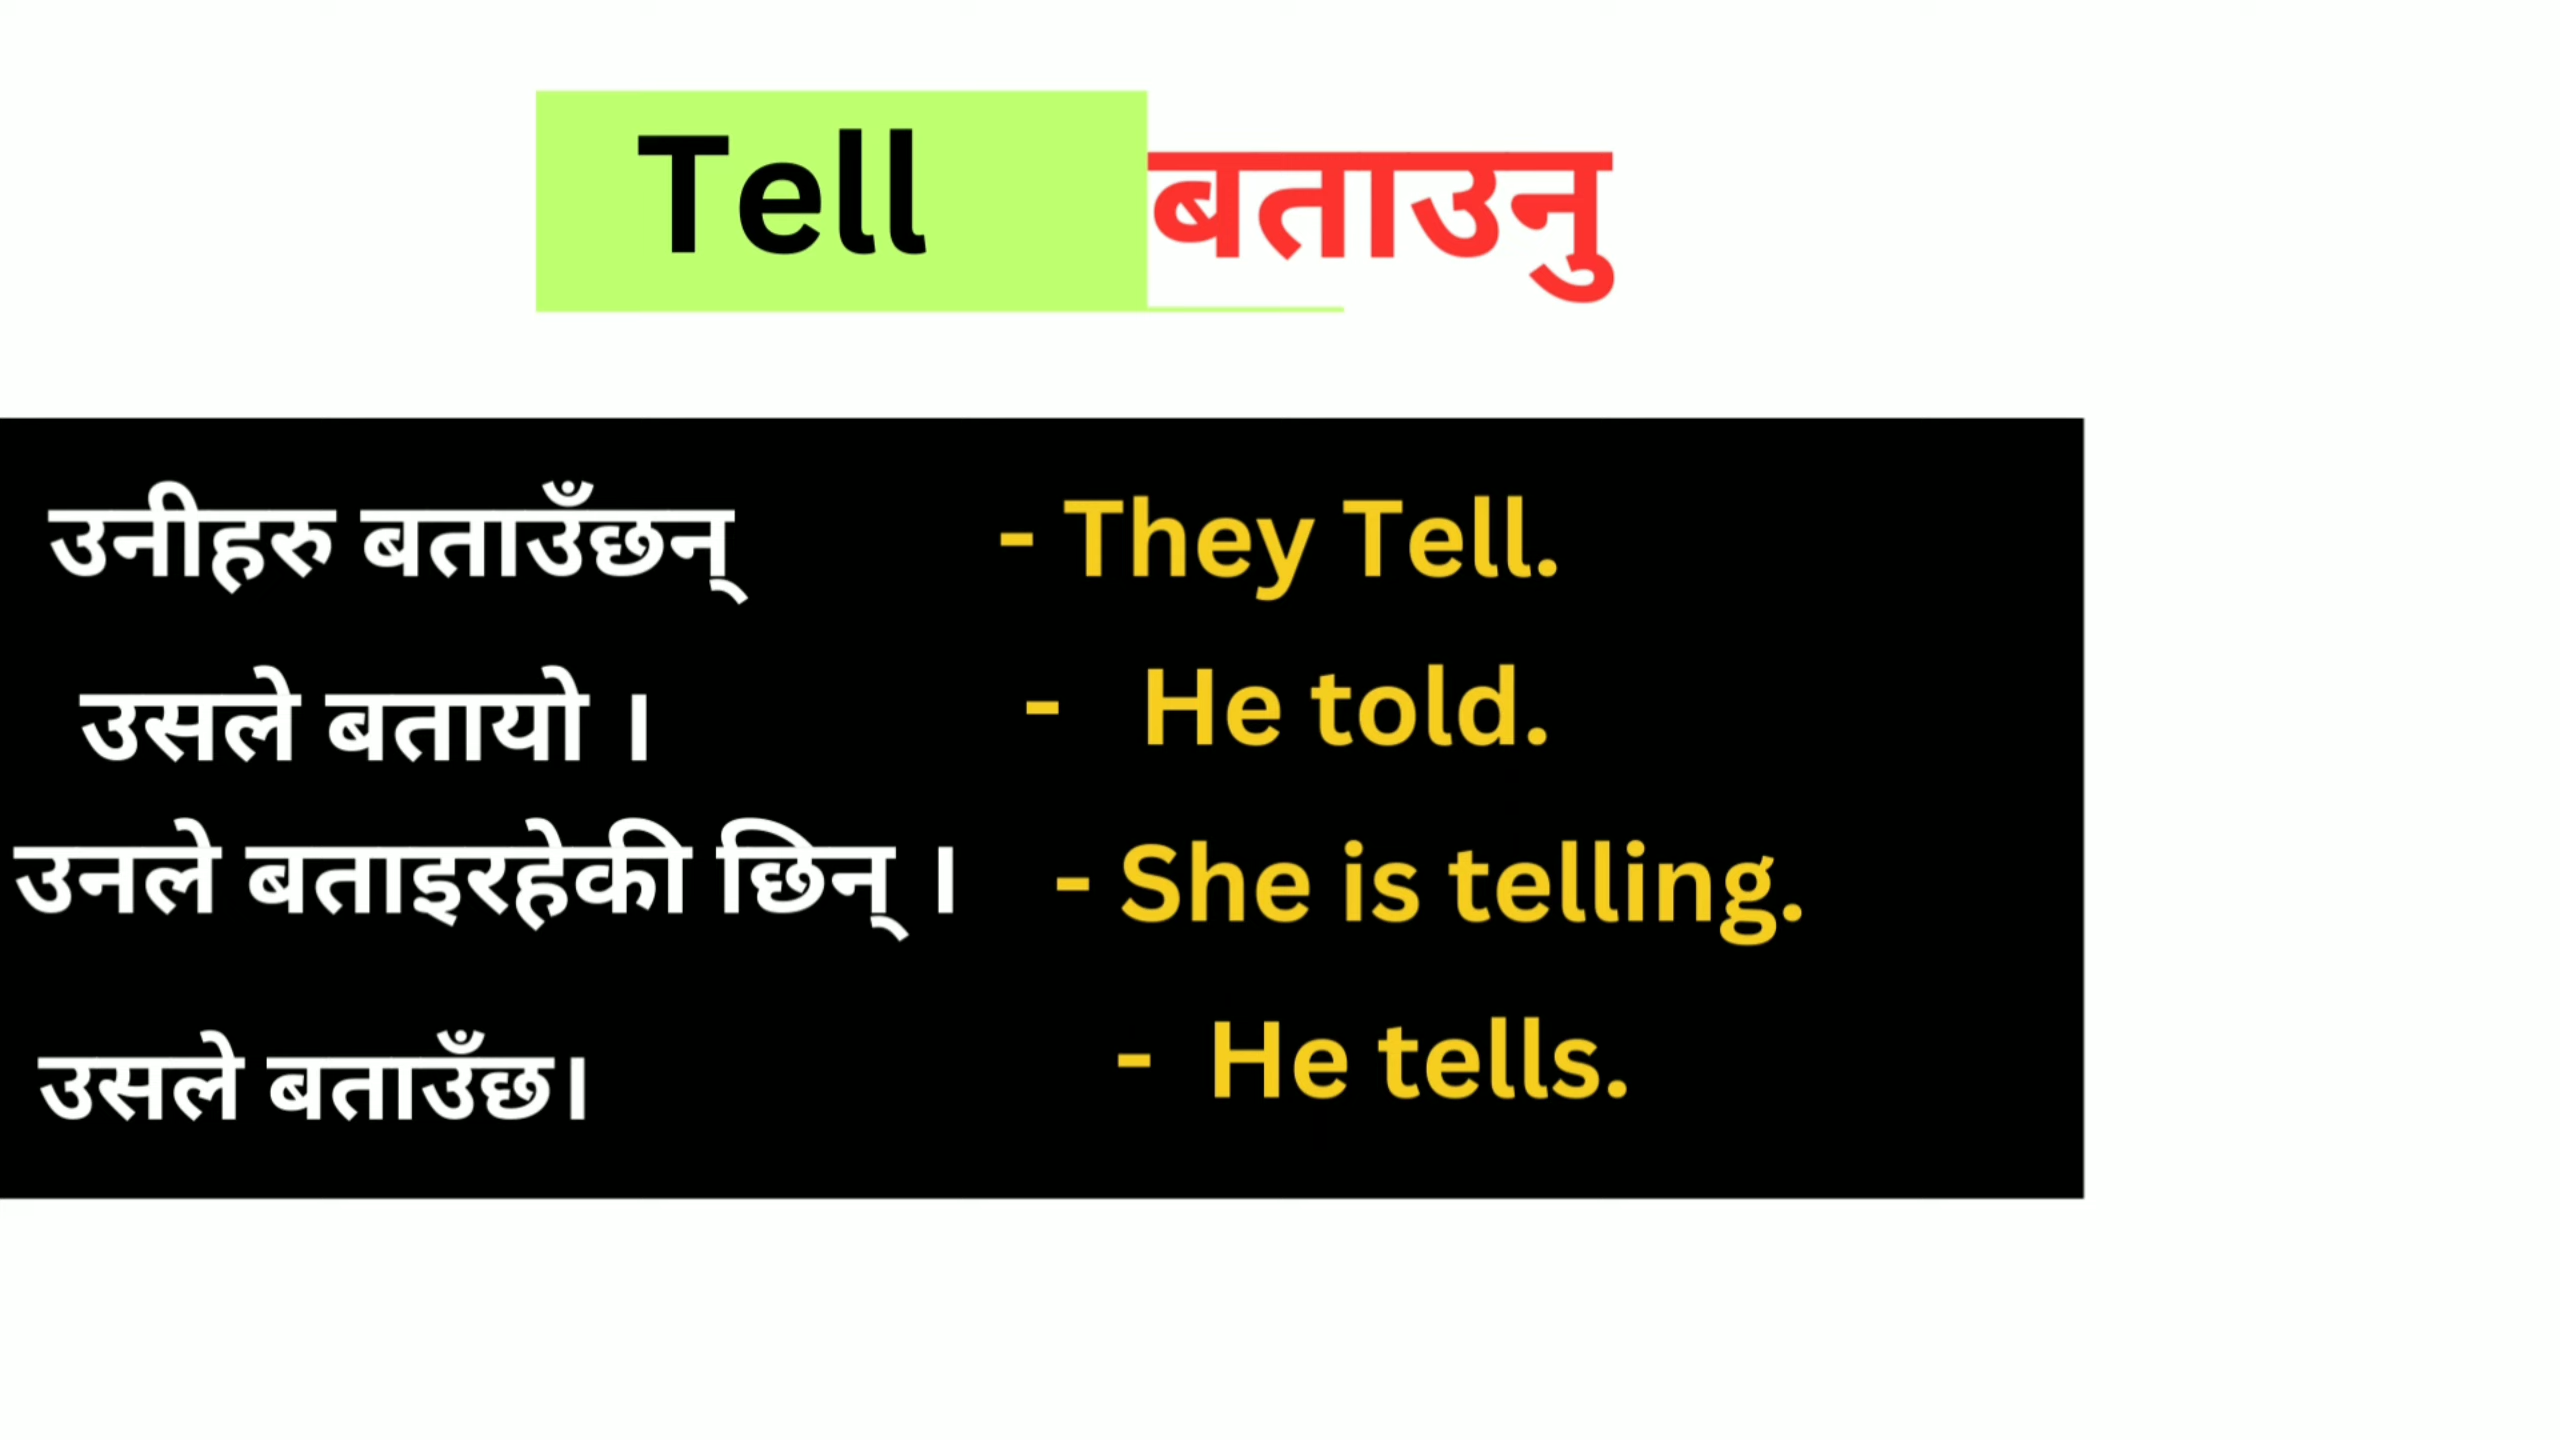 Tell बताउनु
उनीहरु बताउँछन् - They Tell.
उसले बतायो । - He told.
उनले बताइरहेकी छिन् । - She is telling.
उसले बताउँछ। - He tells.